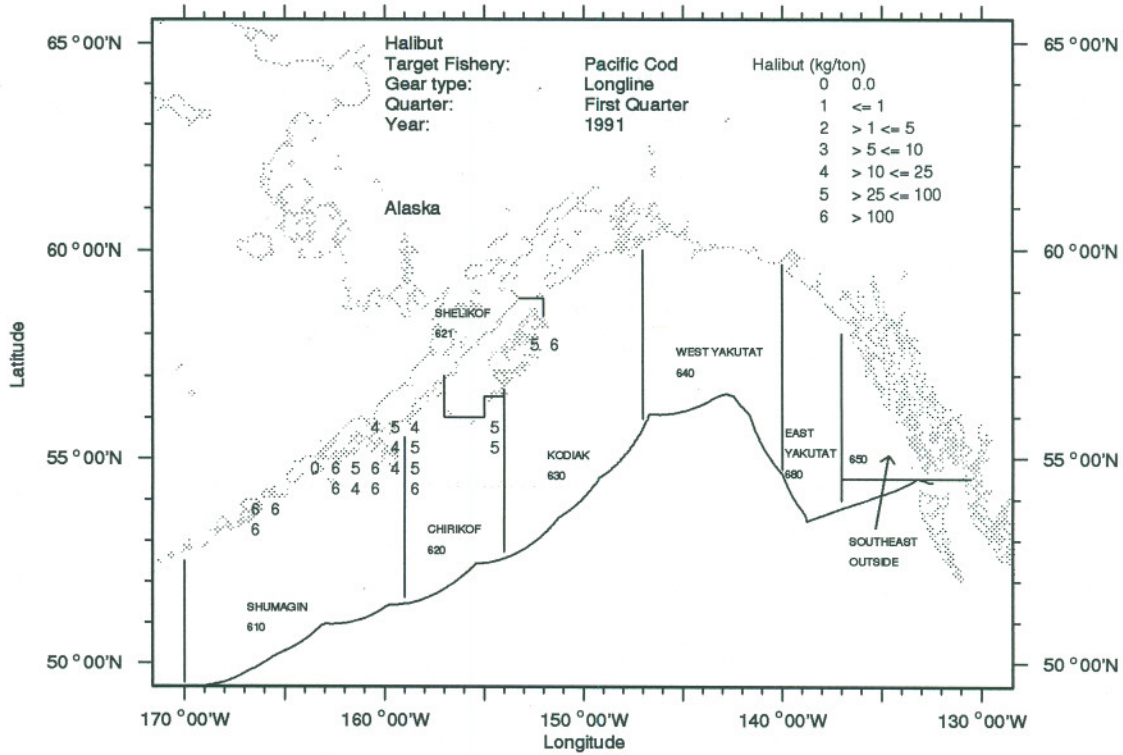 65 °00'N
65 °00'N
Halibut
Target Fishery: Pacific Cod
Gear type: Longline
Quarter: First Quarter
Year: 1991
Halibut (kg/ton)
0 0.0
1 <= 1
2 > 1 <= 5
3 > 5 <= 10
4 > 10 <= 25
5 > 25 <= 100
6 > 100
Alaska
60 °00'N
60 °00'N
Latitude
SHELIKOF
621
5 6
WEST YAKUTAT
640
4 5 4
5
4 5
5
EAST
YAKUTAT
680
650
KODIAK
630
55 °00'N
55 °00'N
0 6 5 6 4 5
6 4 6 6
6 6
6
CHIRIKOF
620
SOUTHEAST
OUTSIDE
SHUMAGIN
610
50 °00'N
50 °00'N
170 °00'W
160 °00'W
150 °00'W
140 °00'W
130 °00'W
Longitude